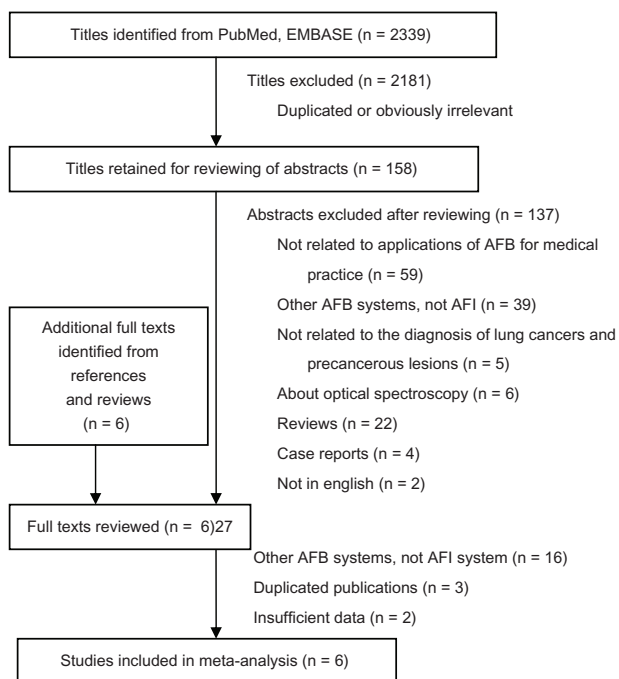 Titles identified from PubMed, EMBASE (n = 2339)
Titles excluded (n = 2181)
Duplicated or obviously irrelevant
Titles retained for reviewing of abstracts (n = 158)
Abstracts excluded after reviewing (n = 137)
Not related to applications of AFB for medical
practice (n = 59)
Other AFB systems, not AFI (n = 39)
Not related to the diagnosis of lung cancers and
precancerous lesions (n = 5)
About optical spectroscopy (n = 6)
Reviews (n = 22)
Case reports (n = 4)
Not in english (n = 2)
Additional full texts
identified from
references
and reviews
(n = 6)
Full texts reviewed (n = 6)27
Other AFB systems, not AFI system (n = 16)
Duplicated publications (n = 3)
Insufficient data (n = 2)
Studies included in meta-analysis (n = 6)